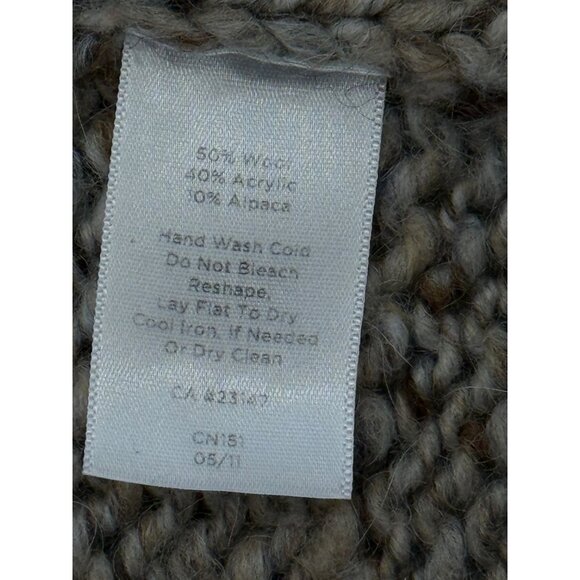 50% Wool
40% Acrylic
10% Alpaca
Hand Wash Cold
Do Not Bleach
Reshape,
Lay Flat To Dry
Cool Iron, If Needed
Or Dry Clean
CA #23147
CN151
05/11